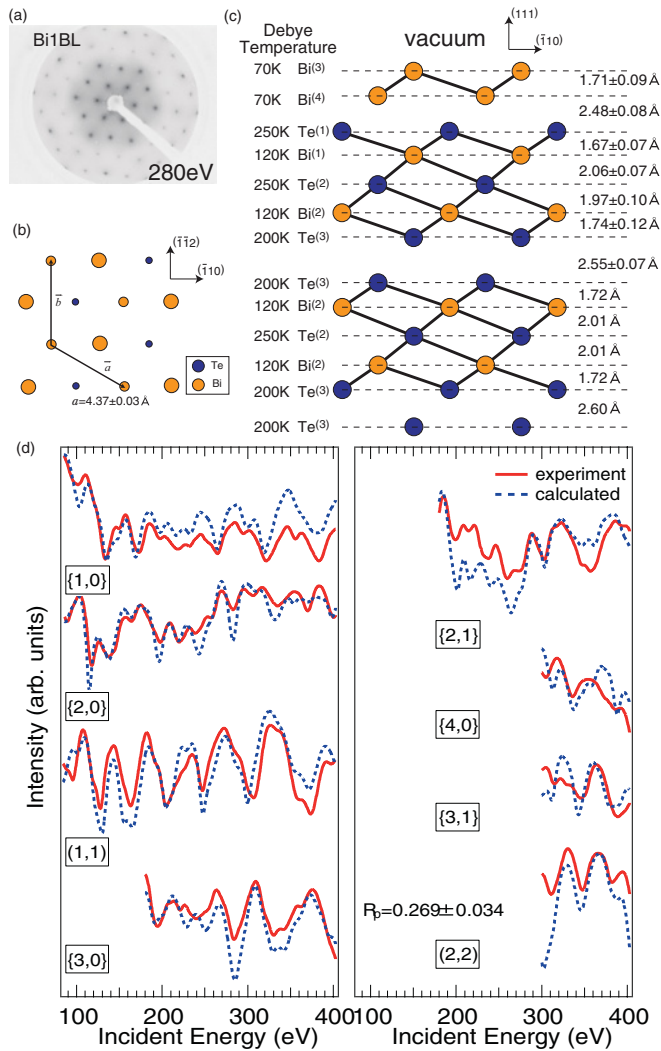 (a)
Bi1BL
280eV
(b)
(1̄1̄2)
(1̄10)
b̄
ā
a=4.37±0.03Å
Te
Bi
(c)
Debye
Temperature
vacuum
(111)
(1̄10)
70K Bi(3)
1.71±0.09 Å
70K Bi(4)
2.48±0.08 Å
250K Te(1)
1.67±0.07 Å
120K Bi(1)
2.06±0.07 Å
250K Te(2)
1.97±0.10 Å
120K Bi(2)
1.74±0.12 Å
200K Te(3)
2.55±0.07 Å
200K Te(3)
1.72 Å
120K Bi(2)
2.01 Å
250K Te(2)
2.01 Å
120K Bi(2)
1.72 Å
200K Te(3)
2.60 Å
200K Te(3)
(d)
Intensity (arb. units)
{1,0}
{2,0}
(1,1)
{3,0}
100 200 300 400
Incident Energy (eV)
experiment
calculated
{2,1}
{4,0}
{3,1}
Rp=0.269±0.034
(2,2)
100 200 300 400
Incident Energy (eV)